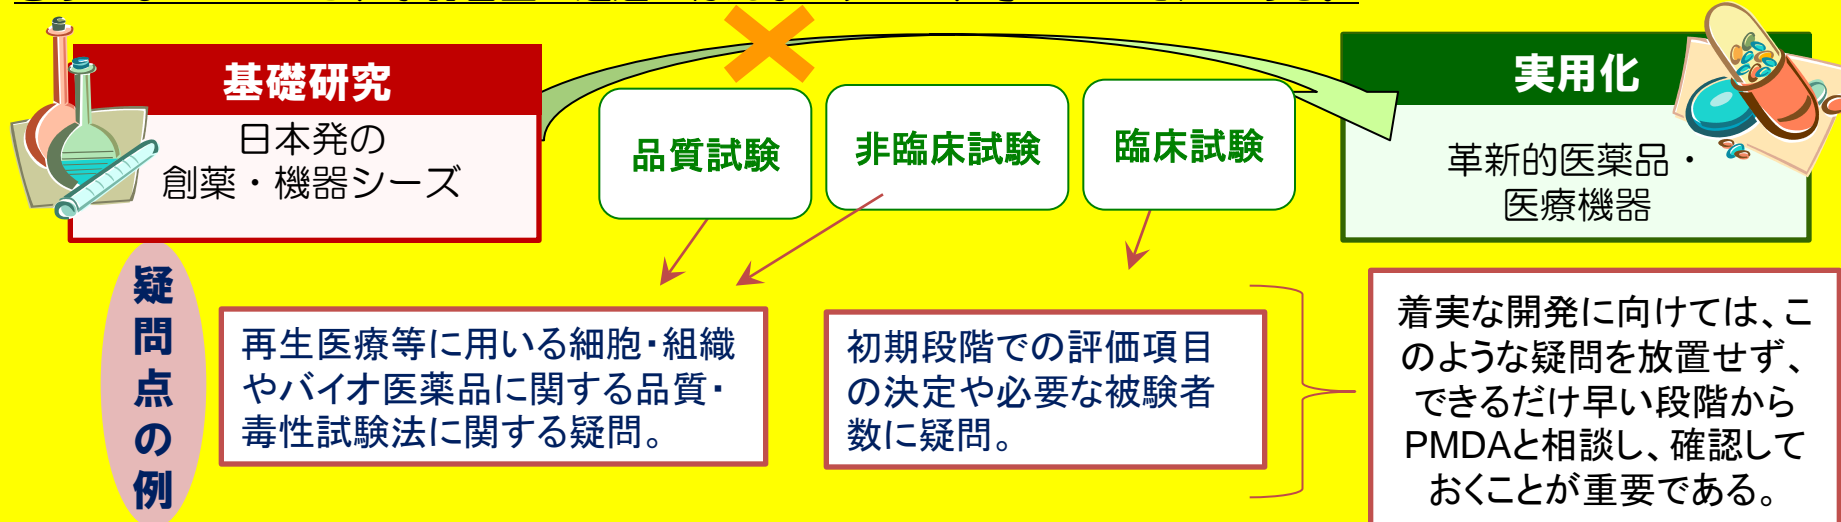 基礎研究
日本発の
創薬・機器シーズ
品質試験
非臨床試験
臨床試験
実用化
革新的医薬品・
医療機器
疑問点の例
再生医療等に用いる細胞・組織
やバイオ医薬品に関する品質・
毒性試験法に関する疑問。
初期段階での評価項目
の決定や必要な被験者
数に疑問。
着実な開発に向けては、こ
のような疑問を放置せず、
できるだけ早い段階から
PMDAと相談し、確認して
おくことが重要である。